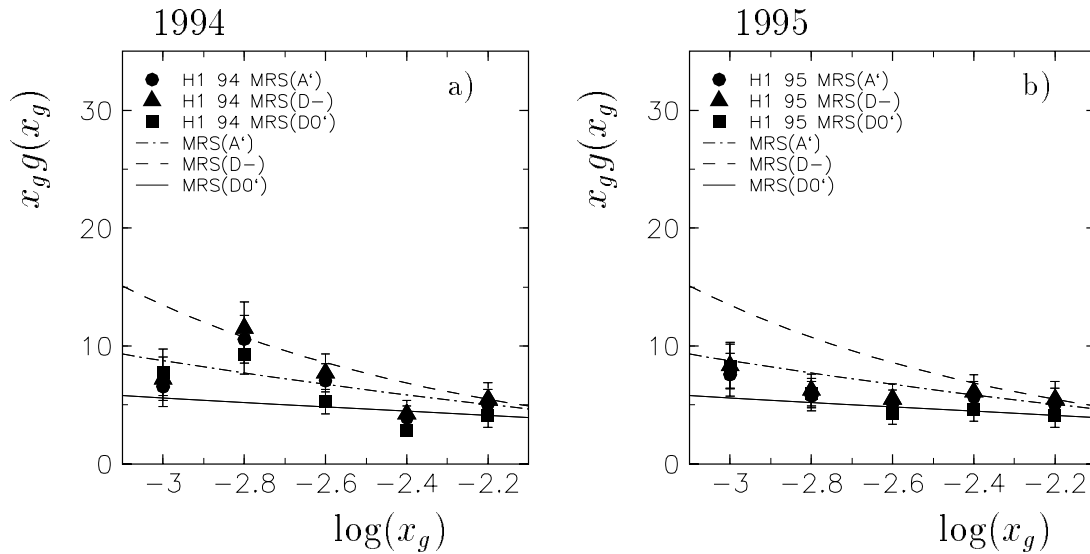 1994
a)
H1 94 MRS(A‘)
H1 94 MRS(D−)
H1 94 MRS(D0‘)
MRS(A‘)
MRS(D−)
MRS(D0‘)
x_g g(x_g)
30
20
10
0
−3 −2.8 −2.6 −2.4 −2.2
log(x_g)
1995
b)
H1 95 MRS(A‘)
H1 95 MRS(D−)
H1 95 MRS(D0‘)
MRS(A‘)
MRS(D−)
MRS(D0‘)
x_g g(x_g)
30
20
10
0
−3 −2.8 −2.6 −2.4 −2.2
log(x_g)